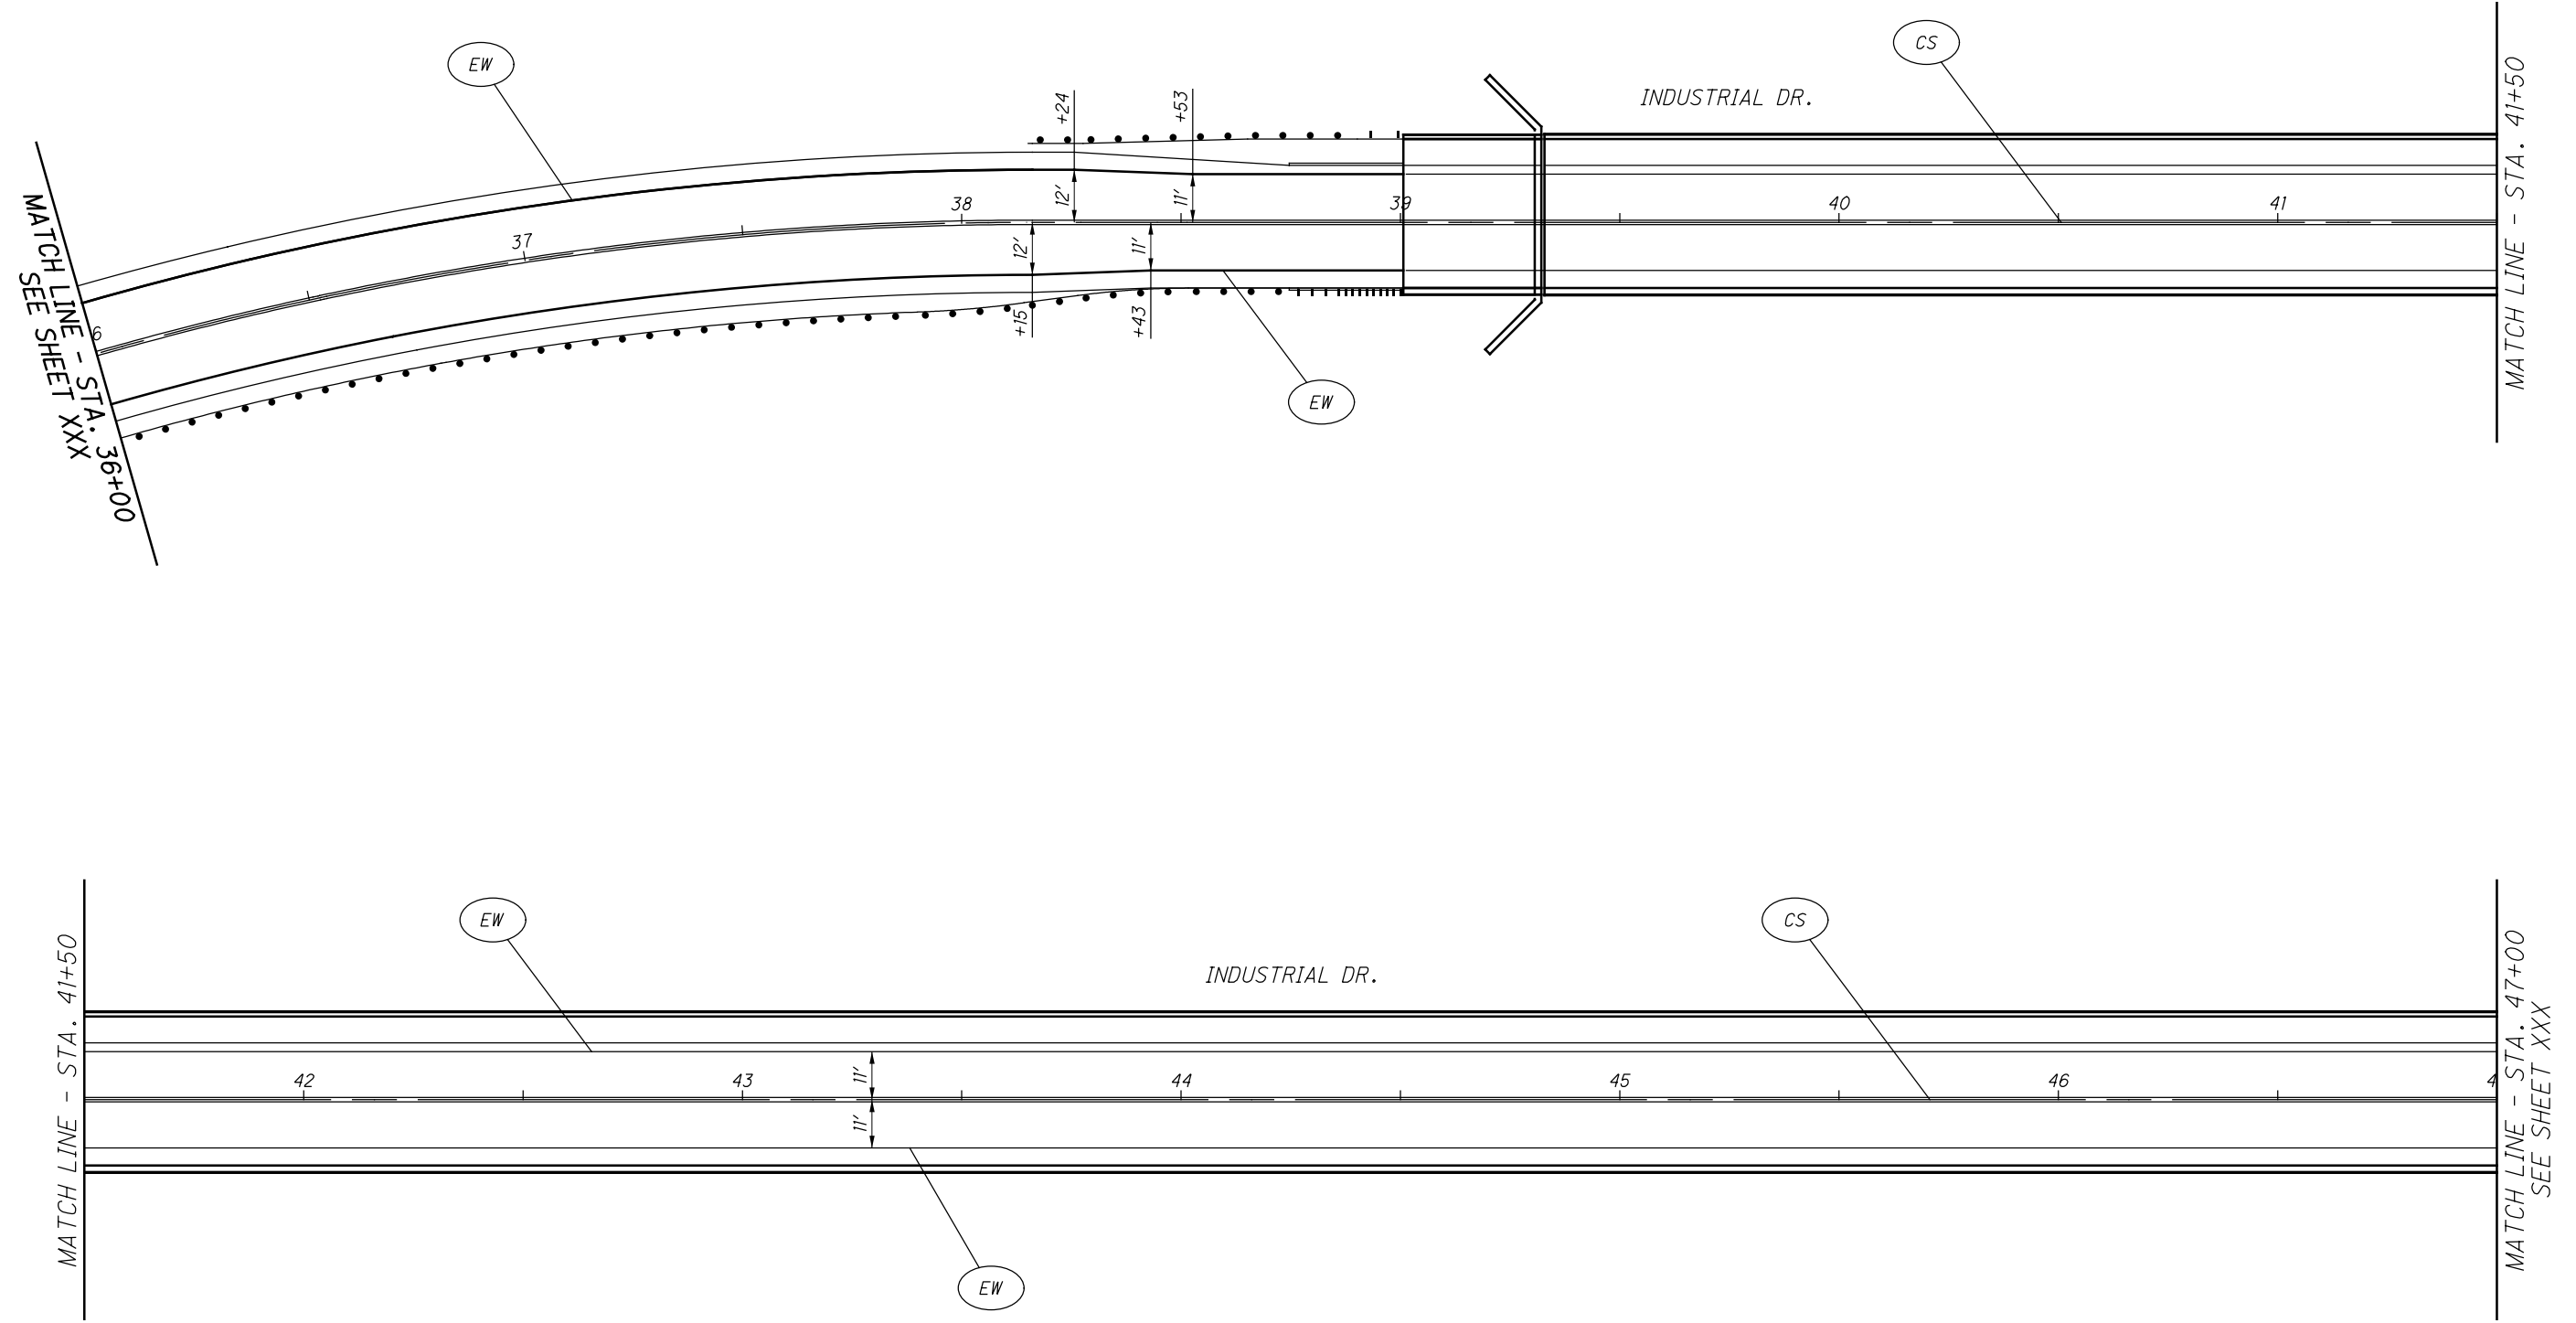 EW
CS
INDUSTRIAL DR.
+24
+53
12'
11'
38
39
40
41
37
6
12'
11'
+15
+43
EW
MATCH LINE - STA. 36+00
SEE SHEET XXX
MATCH LINE - STA. 41+50
EW
CS
INDUSTRIAL DR.
MATCH LINE - STA. 41+50
42
43
44
45
46
4
11'
11'
EW
MATCH LINE - STA. 47+00
SEE SHEET XXX